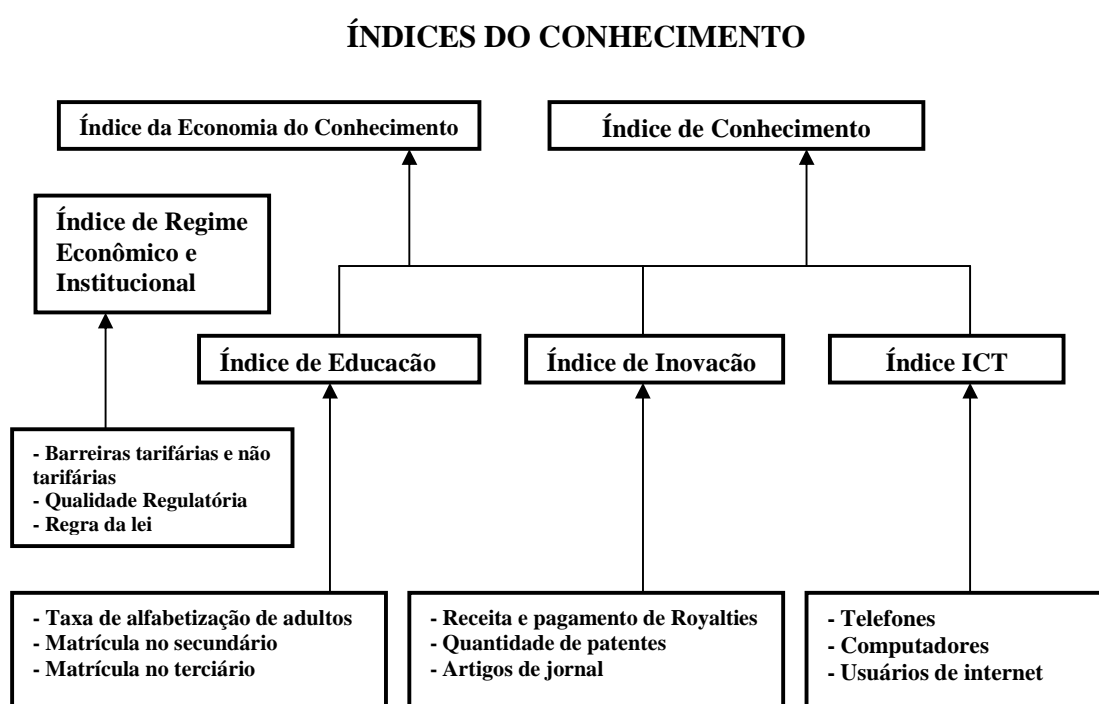 ÍNDICES DO CONHECIMENTO
Índice da Economia do Conhecimento
Índice de Conhecimento
Índice de Regime
Econômico e
Institucional
Índice de Educacão
Índice de Inovacão
Índice ICT
- Barreiras tarifárias e não
tarifárias
- Qualidade Regulatória
- Regra da lei
- Taxa de alfabetização de adultos
- Matrícula no secundário
- Matrícula no terciário
- Receita e pagamento de Royalties
- Quantidade de patentes
- Artigos de jornal
- Telefones
- Computadores
- Usuários de internet